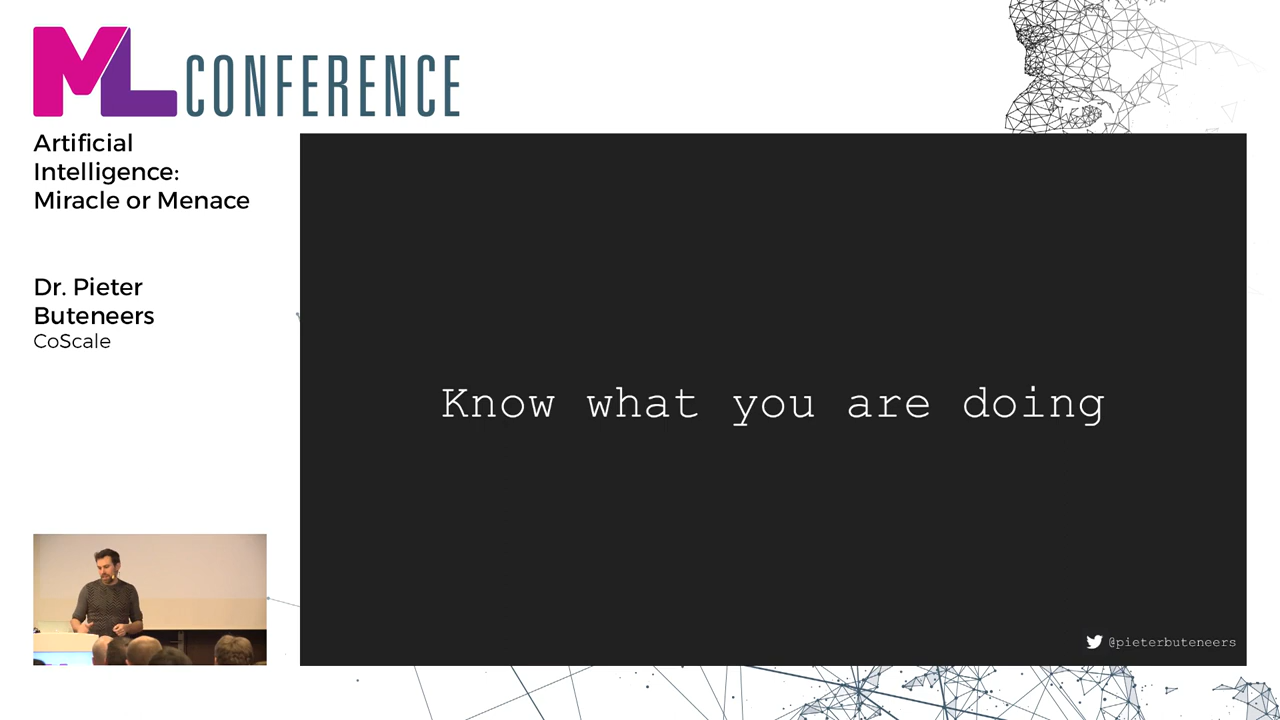 ML CONFERENCE
Artificial
Intelligence:
Miracle or Menace
Dr. Pieter
Buteneers
CoScale
Know what you are doing
@pieterbuteneers